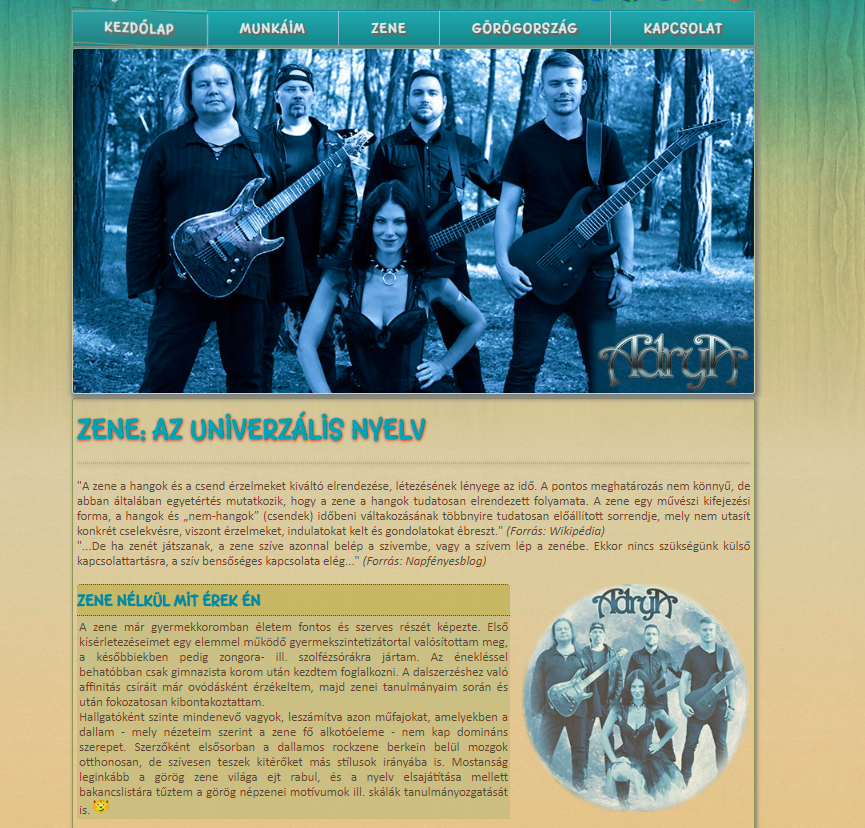 KEZDŐLAP
MUNKÁIM
ZENE
GÖRÖGORSZÁG
KAPCSOLAT
AdryA
ZENE: AZ UNIVERZÁLIS NYELV
"A zene a hangok és a csend érzelmeket kiváltó elrendezése, létezésének lényege az idő. A pontos meghatározás nem könnyű, de
abban általában egyetértés mutatkozik, hogy a zene a hangok tudatosan elrendezett folyamata. A zene egy művészi kifejezési
forma, a hangok és „nem-hangok” (csendek) időbeni váltakozásának többnyire tudatosan előállított sorrendje, mely nem utasít
konkrét cselekvésre, viszont érzelmeket, indulatokat kelt és gondolatokat ébreszt." (Forrás: Wikipédia)
"...De ha zenét játszanak, a zene szíve azonnal belép a szívembe, vagy a szívem lép a zenébe. Ekkor nincs szükségünk külső
kapcsolattartásra, a szív bensőséges kapcsolata elég..." (Forrás: Napfényesblog)
ZENE NÉLKÜL MIT ÉREK ÉN
A zene már gyermekkoromban életem fontos és szerves részét képezte. Első
kísérletezéseimet egy elemmel működő gyermekszintetizátortal valósítottam meg,
a későbbiekben pedig zongora- ill. szolfézsórákra jártam. Az énekléssel
behatóbban csak gimnazista korom után kezdtem foglalkozni. A dalszerzéshez való
affinitás csíráit már ovódásként érzékeltem, majd zenei tanulmányaim során és
után fokozatosan kibontakoztattam.
Hallgatóként szinte mindenevő vagyok, leszámítva azon műfajokat, amelyekben a
dallam - mely nézeteim szerint a zene fő alkotóeleme - nem kap domináns
szerepet. Szerzőként elsősorban a dallamos rockzene berkein belül mozgok
otthonosan, de szívesen teszek kitérőket más stílusok irányába is. Mostanság
leginkább a görög zene világa ejt rabul, és a nyelv elsajátítása mellett
bakancslistára tűztem a görög népzenei motívumok ill. skálák tanulmányozgatását
is.
AdryA